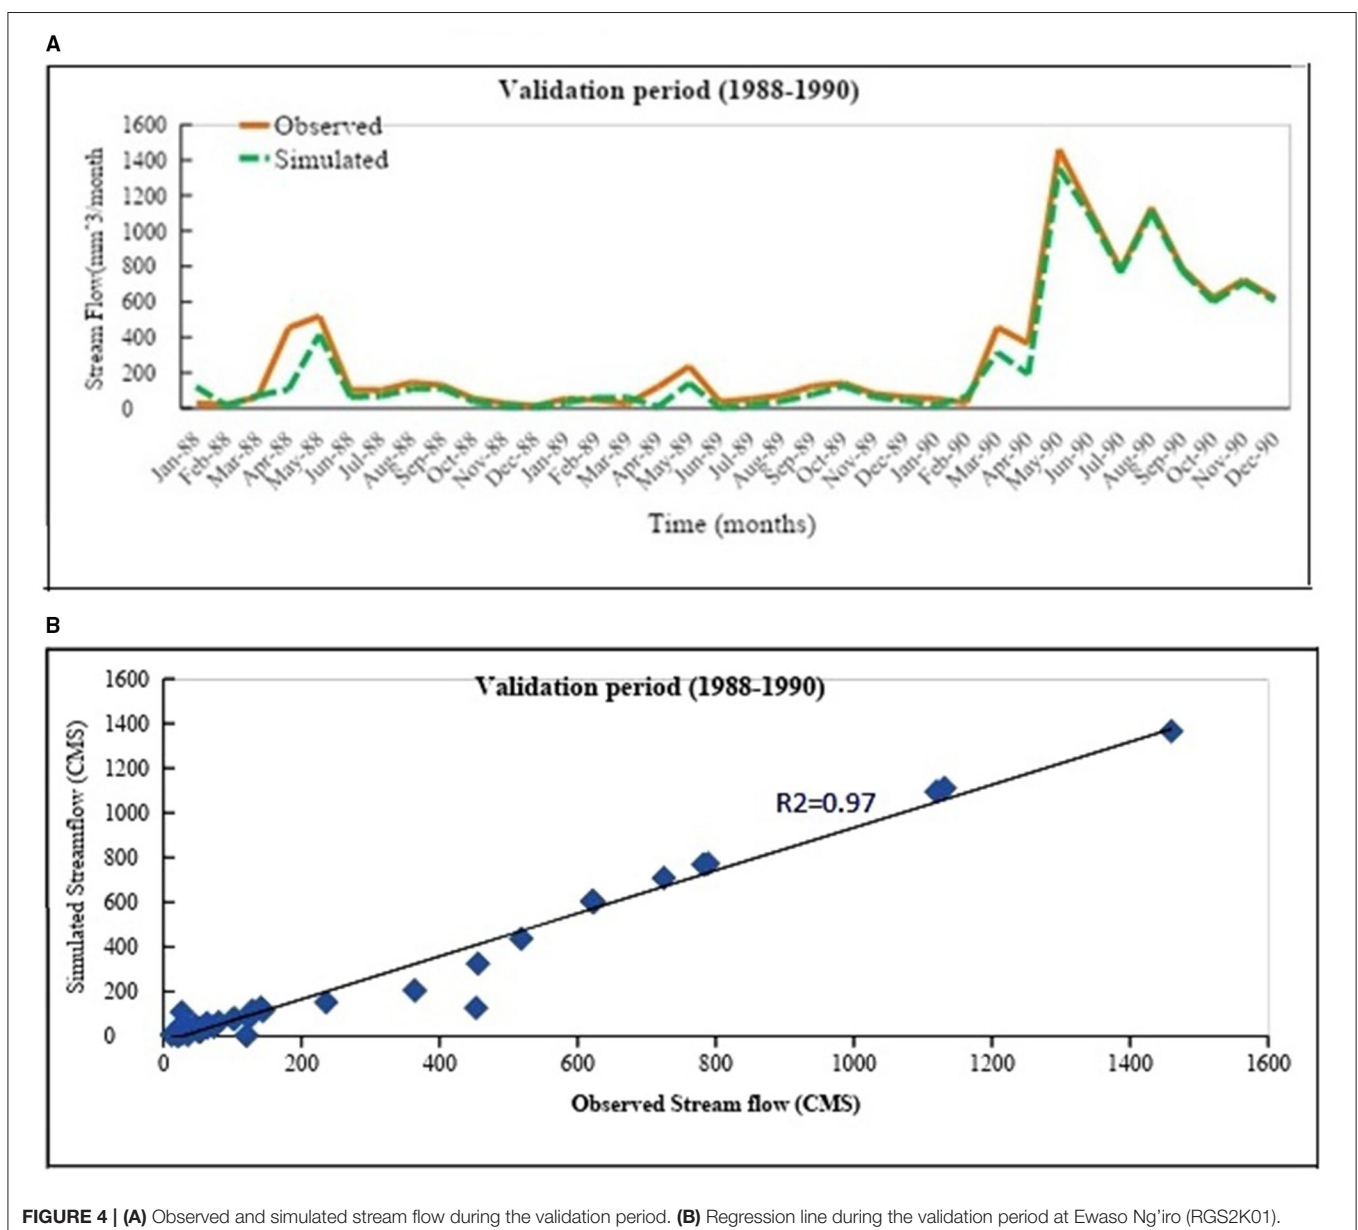 A
Validation period (1988-1990)
Observed
Simulated
1600
1400
1200
1000
800
600
400
200
0
Stream Flow(mm^3/month
Jan-88
Feb-88
Mar-88
Apr-88
May-88
Jun-88
Jul-88
Aug-88
Sep-88
Oct-88
Nov-88
Dec-88
Jan-89
Feb-89
Mar-89
Apr-89
May-89
Jun-89
Jul-89
Aug-89
Sep-89
Oct-89
Nov-89
Dec-89
Jan-90
Feb-90
Mar-90
Apr-90
May-90
Jun-90
Jul-90
Aug-90
Sep-90
Oct-90
Nov-90
Dec-90
Time (months)
B
Validation period (1988-1990)
1600
1400
1200
1000
800
600
400
200
0
Simulated Streamflow (CMS)
R2=0.97
0 200 400 600 800 1000 1200 1400 1600
Observed Stream flow (CMS)
FIGURE 4 | (A) Observed and simulated stream flow during the validation period. (B) Regression line during the validation period at Ewaso Ng'iro (RGS2K01).